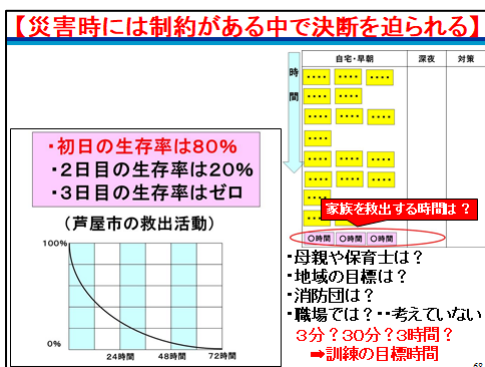 【災害時には制約がある中で決断を迫られる】
自宅・早朝 深夜 対策
時間
••••  ••••  ••••
••••  ••••
••••  ••••  ••••
••••
••••  ••••  ••••
••••
••••
家族を救出する時間は？
〇時間 〇時間 〇時間
・初日の生存率は80%
・2日目の生存率は20%
・3日目の生存率はゼロ
（芦屋市の救出活動）
100%
0%
24時間 48時間 72時間
・母親や保育士は？
・地域の目標は？
・消防団は？
・職場では？・・考えていない
3分？30分？3時間？
➡訓練の目標時間